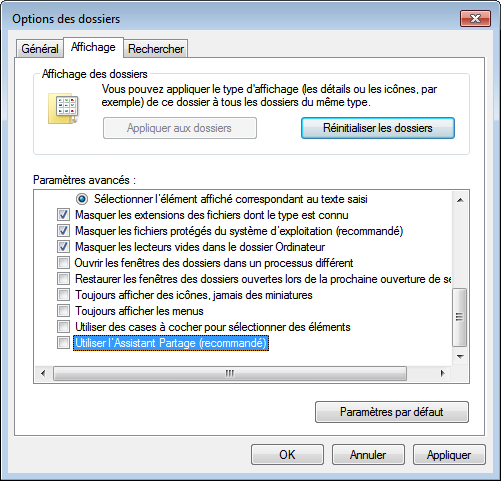 Options des dossiers
Général Affichage Rechercher
Affichage des dossiers
Vous pouvez appliquer le type d'affichage (les détails ou les icônes, par
exemple) de ce dossier à tous les dossiers du même type.
Appliquer aux dossiers Réinitialiser les dossiers
Paramètres avancés :
Sélectionner l'élément affiché correspondant au texte saisi
Masquer les extensions des fichiers dont le type est connu
Masquer les fichiers protégés du système d'exploitation (recommandé)
Masquer les lecteurs vides dans le dossier Ordinateur
Ouvrir les fenêtres des dossiers dans un processus différent
Restaurer les fenêtres des dossiers ouvertes lors de la prochaine ouverture de se
Toujours afficher des icônes, jamais des miniatures
Toujours afficher les menus
Utiliser des cases à cocher pour sélectionner des éléments
Utiliser l'Assistant Partage (recommandé)
Paramètres par défaut
OK Annuler Appliquer